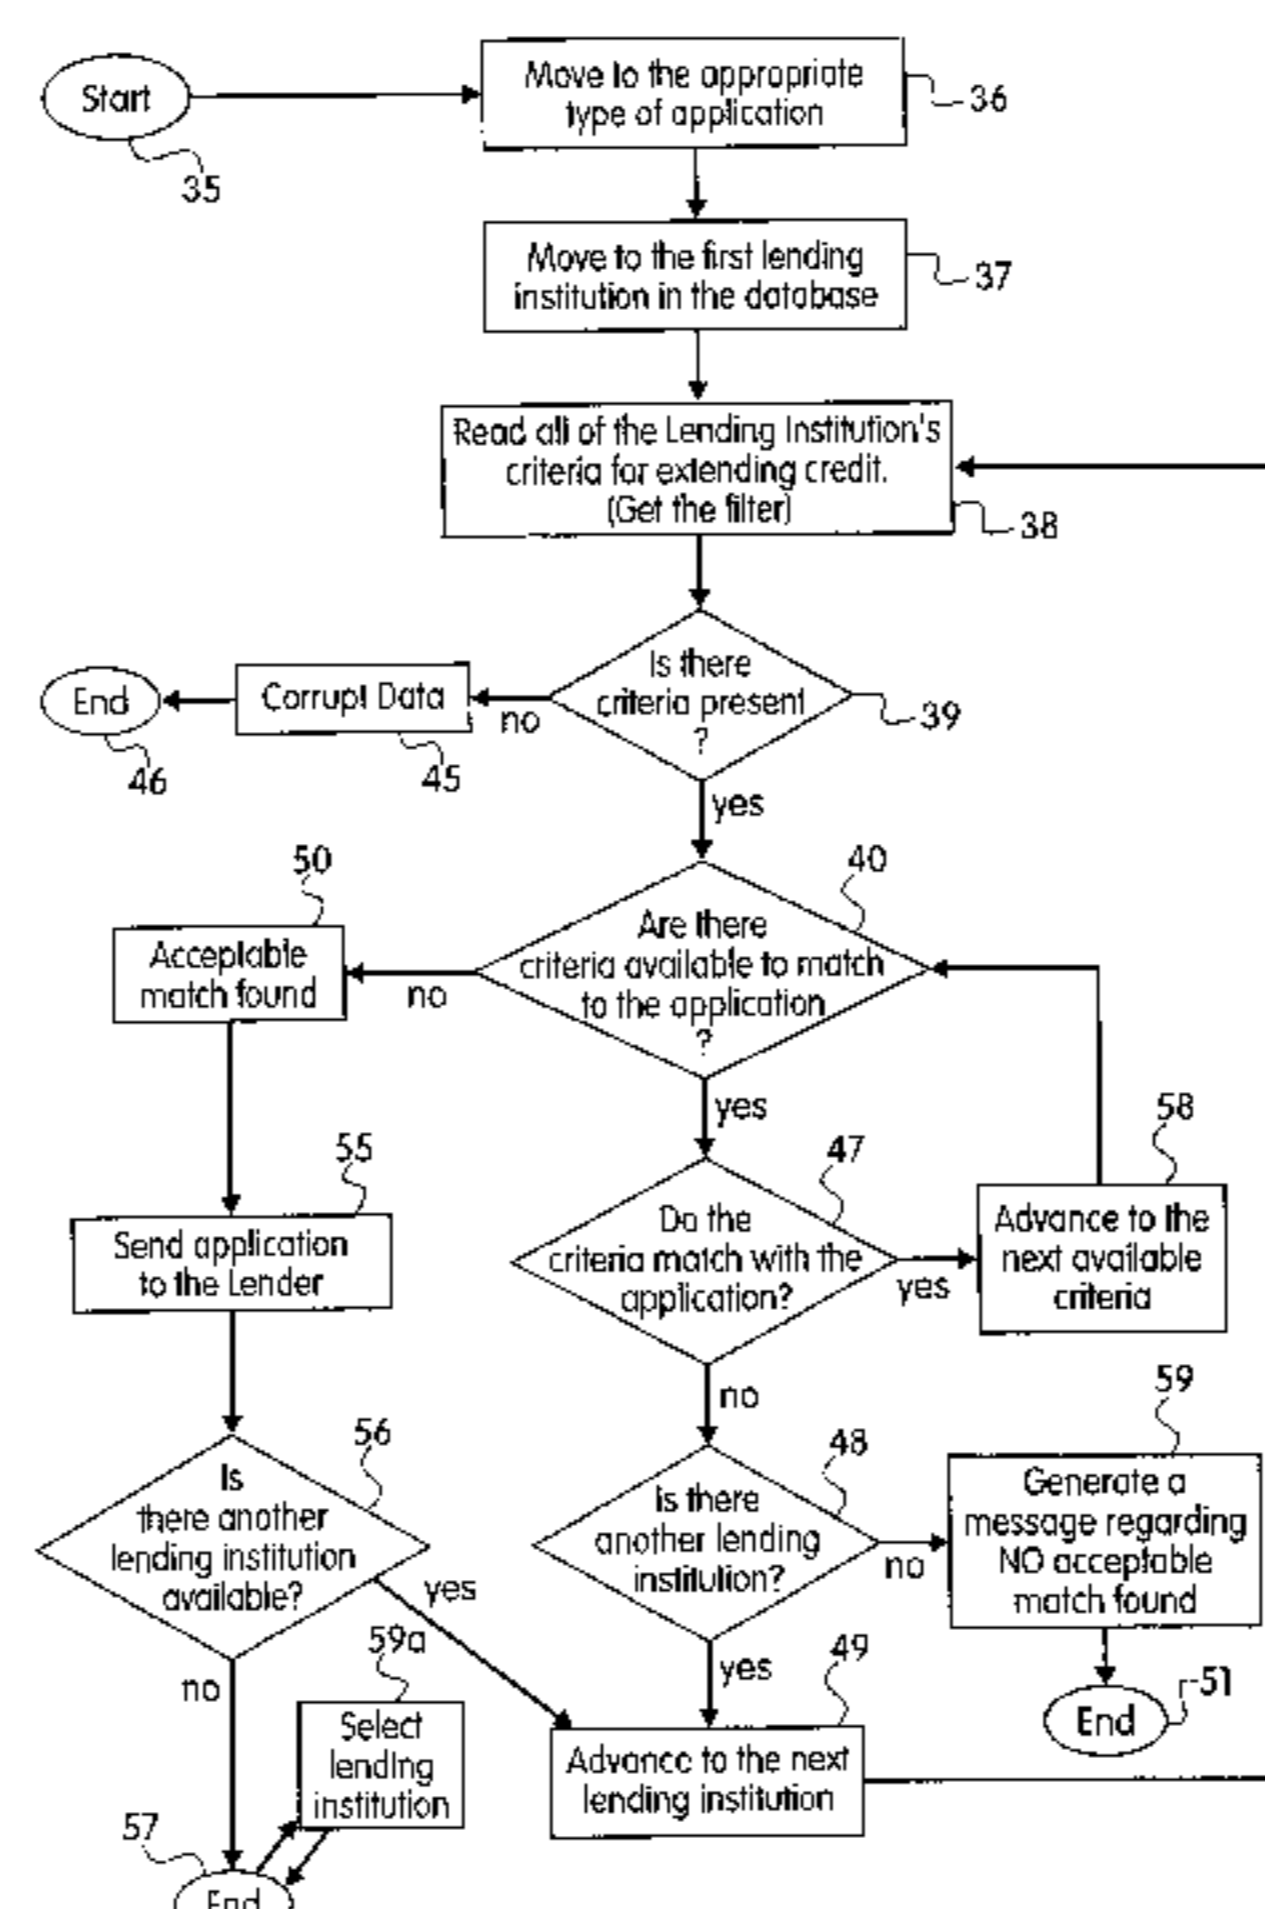 Start
35
Move to the appropriate
type of application
36
Move to the first lending
institution in the database
37
Read all of the Lending Institution's
criteria for extending credit.
(Get the filter)
38
Is there
criteria present
?
39
no
Corrupt Data
45
End
46
yes
40
Are there
criteria available to match
to the application
?
no
50
Acceptable
match found
yes
58
Advance to the
next available
criteria
47
Do the
criteria match with the
application?
yes
55
Send application
to the Lender
no
59
Generate a
message regarding
NO acceptable
match found
48
Is there
another lending
institution?
no
56
Is
there another
lending institution
available?
yes
yes
51
End
49
Advance to the next
lending institution
no
59a
Select
lending
institution
57
End